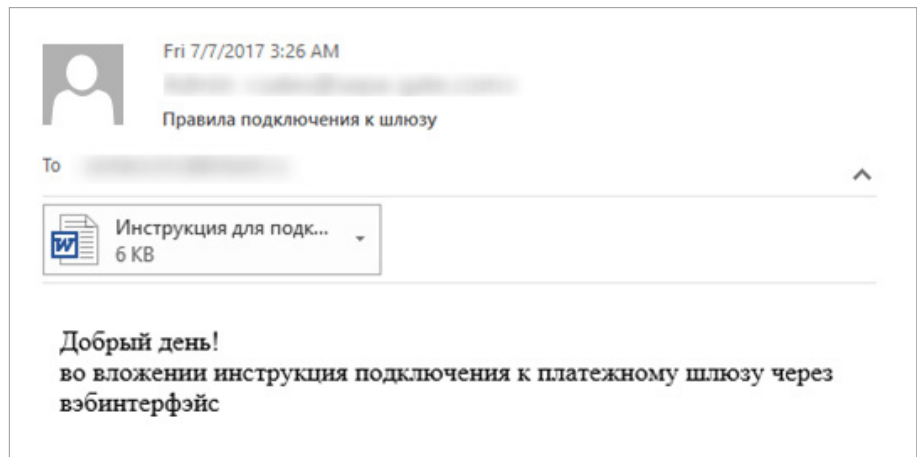 Fri 7/7/2017 3:26 AM
Правила подключения к шлюзу
To
Инструкция для подк...
6 KB
Добрый день!
во вложении инструкция подключения к платежному шлюзу через
вэбинтерфэйс